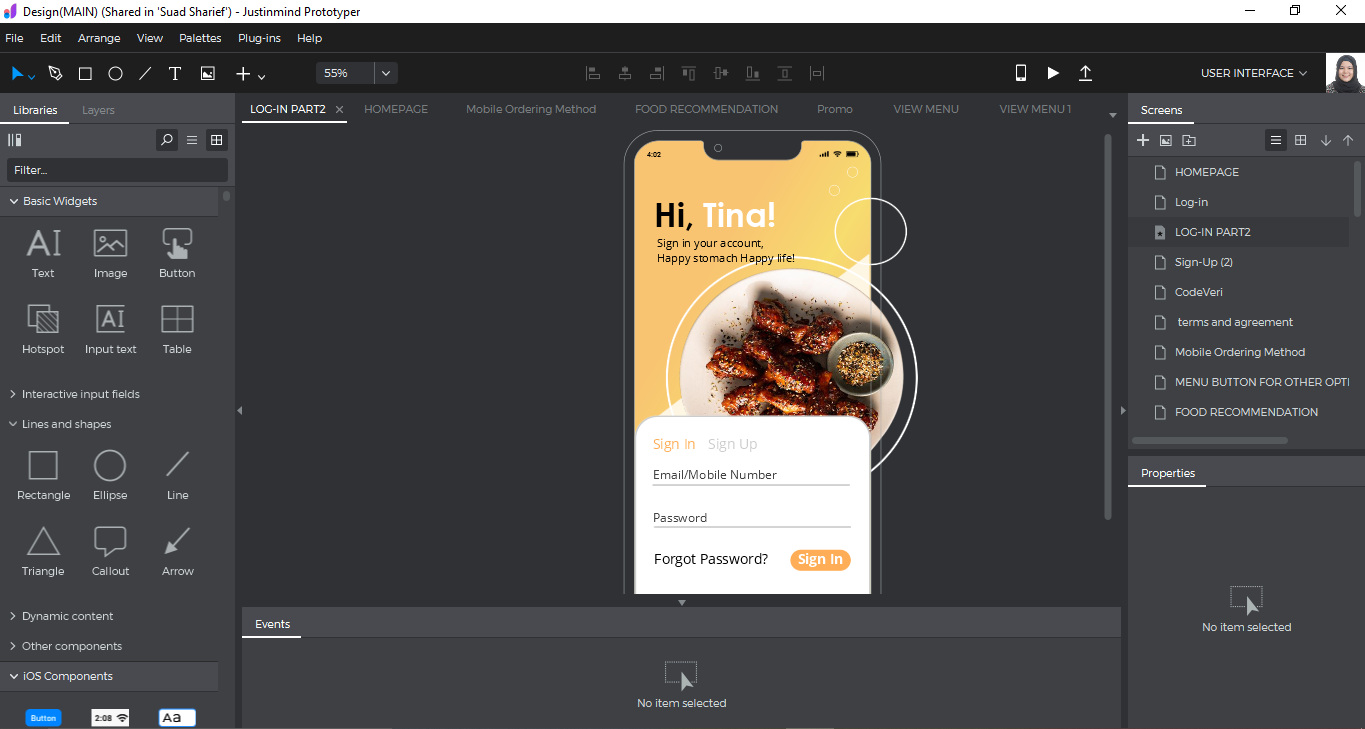 Design(MAIN) (Shared in 'Suad Sharief') - Justinmind Prototyper
File Edit Arrange View Palettes Plug-ins Help
55%
USER INTERFACE
Libraries Layers
Filter...
Basic Widgets
Text Image Button
Hotspot Input text Table
Interactive input fields
Lines and shapes
Rectangle Ellipse Line
Triangle Callout Arrow
Dynamic content
Other components
iOS Components
Button 2:08 Aa
LOG-IN PART2 HOMEPAGE Mobile Ordering Method FOOD RECOMMENDATION Promo VIEW MENU VIEW MENU 1
4:02
Hi, Tina!
Sign in your account,
Happy stomach Happy life!
Sign In Sign Up
Email/Mobile Number
Password
Forgot Password? Sign In
Events
No item selected
Screens
HOMEPAGE
Log-in
LOG-IN PART2
Sign-Up (2)
CodeVeri
terms and agreement
Mobile Ordering Method
MENU BUTTON FOR OTHER OPTI
FOOD RECOMMENDATION
Properties
No item selected